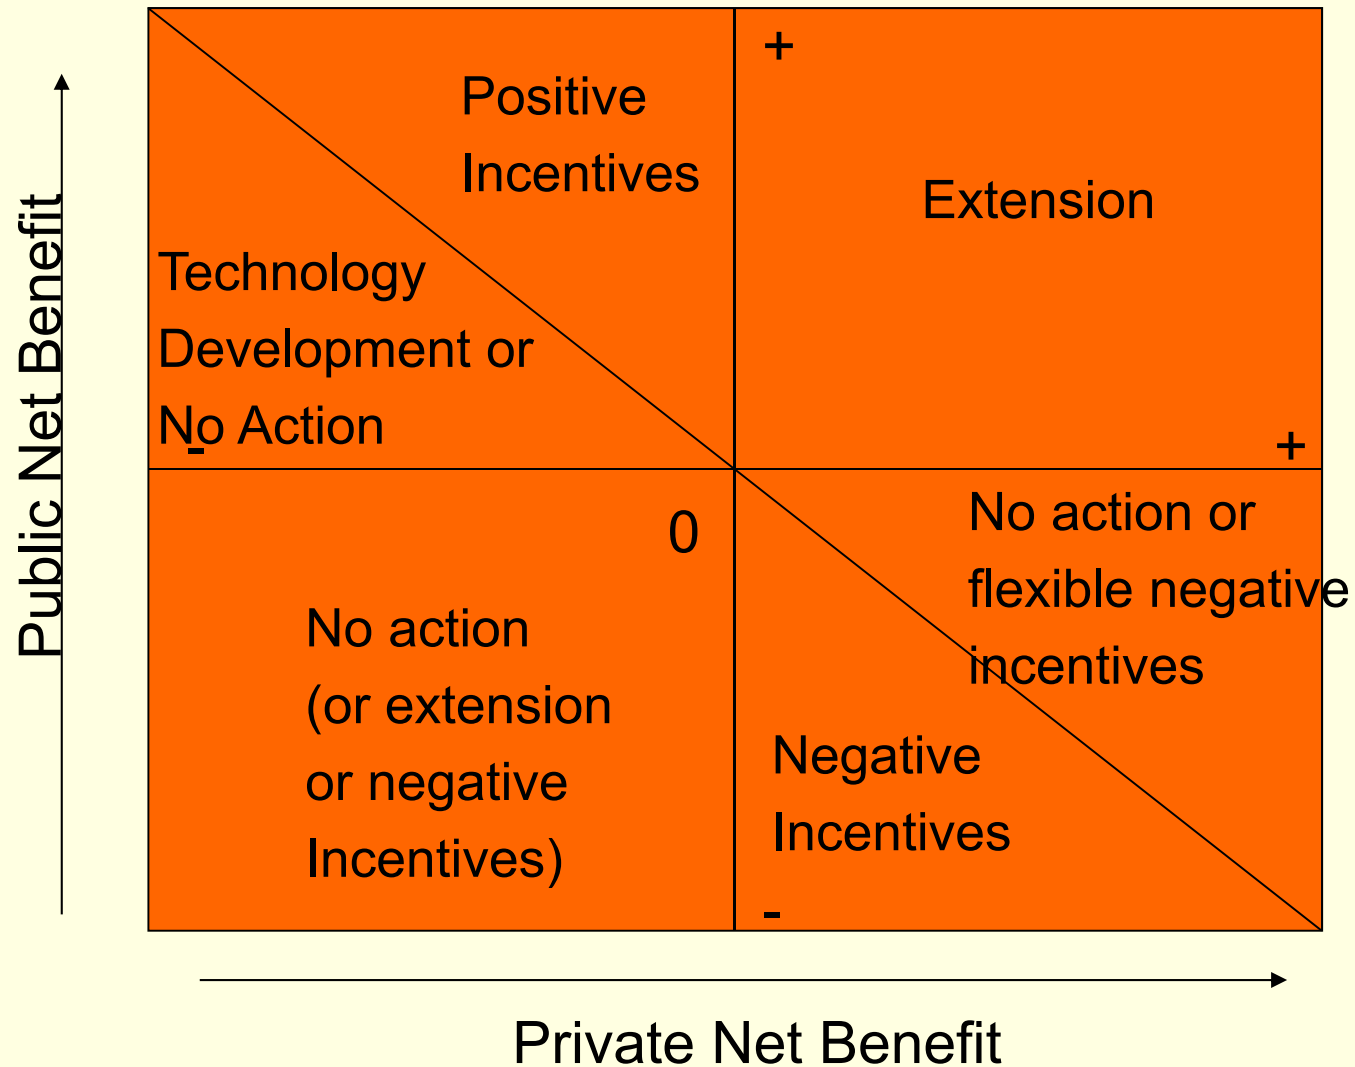 +
Positive
Incentives
Extension
Technology
Development or
No Action
-
+
Public Net Benefit
0
No action or
flexible negative
incentives
No action
(or extension
or negative
Incentives)
Negative
Incentives
-
Private Net Benefit